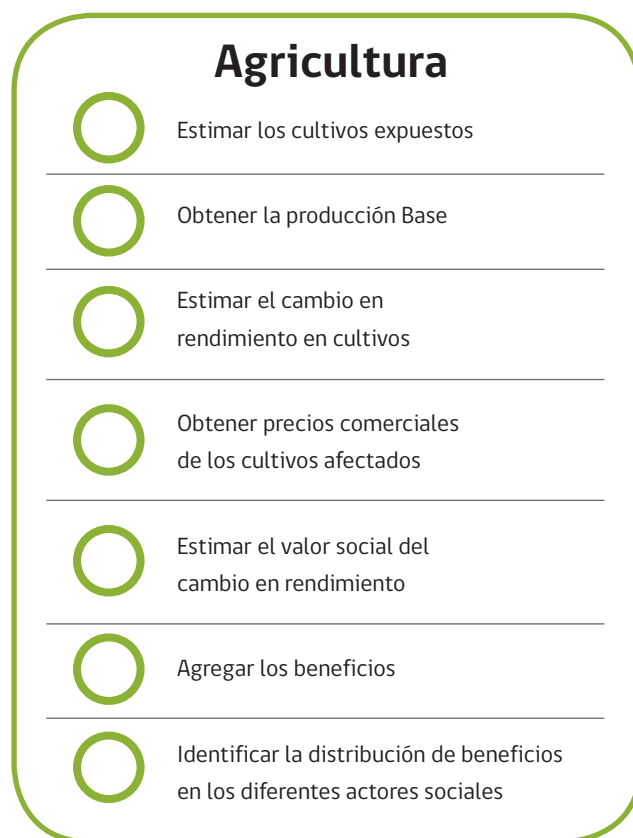 Agricultura
Estimar los cultivos expuestos
Obtener la producción Base
Estimar el cambio en
rendimiento en cultivos
Obtener precios comerciales
de los cultivos afectados
Estimar el valor social del
cambio en rendimiento
Agregar los beneficios
Identificar la distribución de beneficios
en los diferentes actores sociales